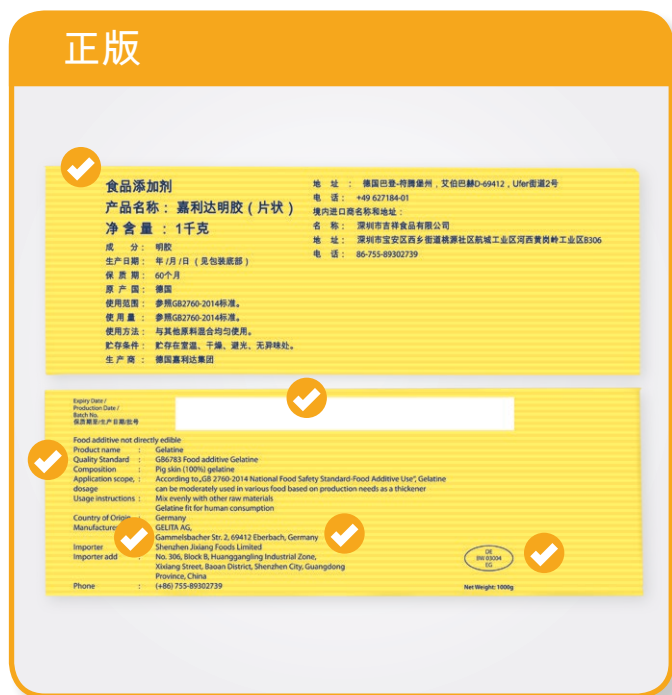 正版
食品添加剂
产品名称：嘉利达明胶（片状）
净含量：1千克
成分：明胶
生产日期：年/月/日（见包装底部）
保质期：60个月
原产国：德国
使用范围：参照GB2760-2014标准。
使用量：参照GB2760-2014标准。
使用方法：与其他原料混合均匀使用。
贮存条件：贮存在室温、干燥、避光、无异味处。
生产商：德国嘉利达集团
地址：德国巴登-符腾堡州，艾伯巴赫D-69412，Ufer街道2号
电话：+49 627184-01
境内进口商名称和地址：
名称：深圳市吉祥食品有限公司
地址：深圳市宝安区西乡街道桃源社区航城工业区河西黄岗岭工业区B306
电话：86-755-89302739
Expiry Date /
Production Date /
Batch No.
保质期至/生产日期/批号
Food additive not directly edible
Product name : Gelatine
Quality Standard : GB6783 Food additive Gelatine
Composition : Pig skin (100%) gelatine
Application scope, : According to„GB 2760-2014 National Food Safety Standard-Food Additive Use", Gelatine
dosage can be moderately used in various food based on production needs as a thickener
Usage instructions : Mix evenly with other raw materials
Gelatine fit for human consumption
Country of Origin : Germany
Manufacturer GELITA AG,
Gammelsbacher Str. 2, 69412 Eberbach, Germany
Importer Shenzhen Jixiang Foods Limited
Importer add : No. 306, Block B, Huanggangling Industrial Zone,
Xixiang Street, Baoan District, Shenzhen City, Guangdong
Province, China
Phone : (+86) 755-89302739
DE
BW 03004
EG
Net Weight: 1000g